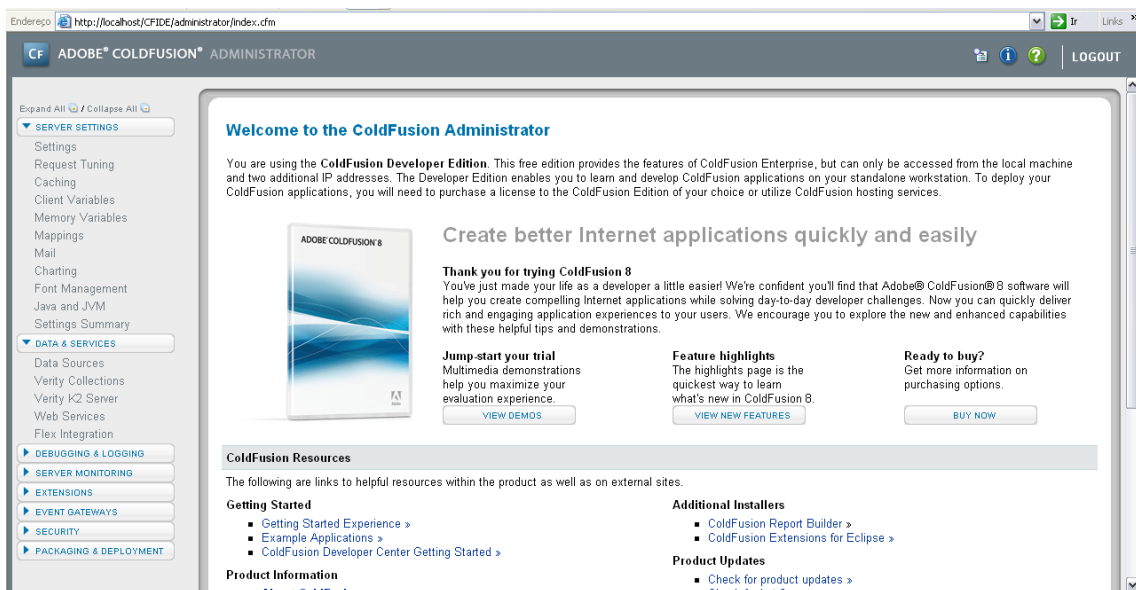 Endereço http://localhost/CFIDE/administrator/index.cfm Ir Links »
CF ADOBE® COLDFUSION® ADMINISTRATOR LOGOUT
Expand All / Collapse All
SERVER SETTINGS
Settings
Request Tuning
Caching
Client Variables
Memory Variables
Mappings
Mail
Charting
Font Management
Java and JVM
Settings Summary
DATA & SERVICES
Data Sources
Verity Collections
Verity K2 Server
Web Services
Flex Integration
DEBUGGING & LOGGING
SERVER MONITORING
EXTENSIONS
EVENT GATEWAYS
SECURITY
PACKAGING & DEPLOYMENT
Welcome to the ColdFusion Administrator
You are using the ColdFusion Developer Edition. This free edition provides the features of ColdFusion Enterprise, but can only be accessed from the local machine
and two additional IP addresses. The Developer Edition enables you to learn and develop ColdFusion applications on your standalone workstation. To deploy your
ColdFusion applications, you will need to purchase a license to the ColdFusion Edition of your choice or utilize ColdFusion hosting services.
ADOBE® COLDFUSION® 8
Adobe
Create better Internet applications quickly and easily
Thank you for trying ColdFusion 8
You've just made your life as a developer a little easier! We're confident you'll find that Adobe® ColdFusion® 8 software will
help you create compelling Internet applications while solving day-to-day developer challenges. Now you can quickly deliver
rich and engaging application experiences to your users. We encourage you to explore the new and enhanced capabilities
with these helpful tips and demonstrations.
Jump-start your trial
Multimedia demonstrations
help you maximize your
evaluation experience.
VIEW DEMOS
Feature highlights
The highlights page is the
quickest way to learn
what's new in ColdFusion 8.
VIEW NEW FEATURES
Ready to buy?
Get more information on
purchasing options.
BUY NOW
ColdFusion Resources
The following are links to helpful resources within the product as well as on external sites.
Getting Started
Getting Started Experience »
Example Applications »
ColdFusion Developer Center Getting Started »
Product Information
Additional Installers
ColdFusion Report Builder »
ColdFusion Extensions for Eclipse »
Product Updates
Check for product updates »